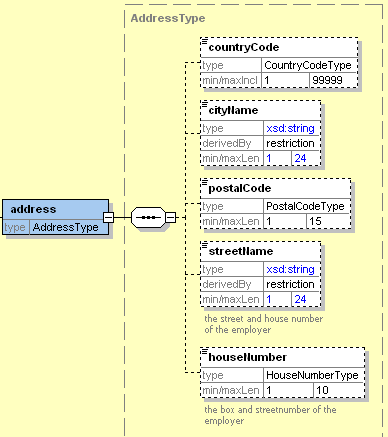 AddressType
countryCode
type CountryCodeType
min/maxIncl 1 99999
cityName
type xsd:string
derivedBy restriction
min/maxLen 1 24
postalCode
type PostalCodeType
min/maxLen 1 15
address
type AddressType
streetName
type xsd:string
derivedBy restriction
min/maxLen 1 24
the street and house number
of the employer
houseNumber
type HouseNumberType
min/maxLen 1 10
the box and streetnumber of the
employer